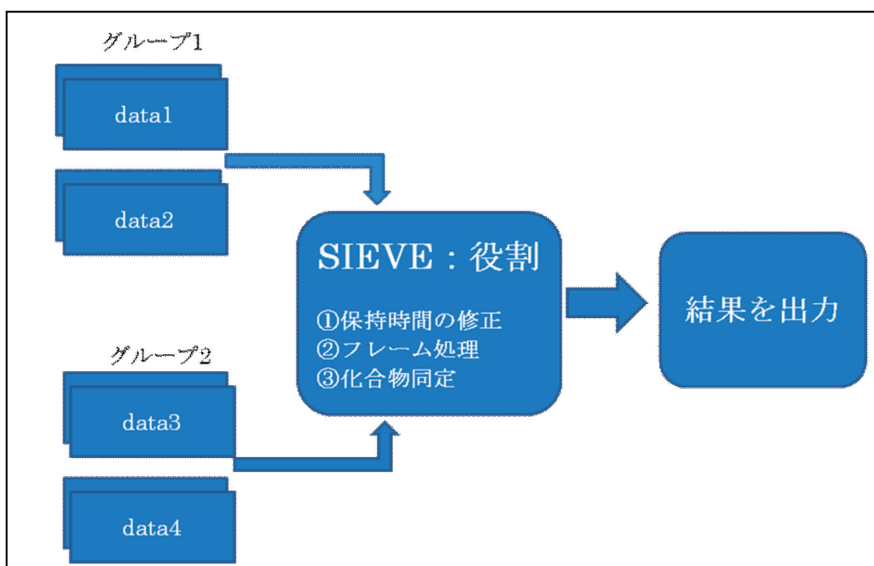 グループ1
data1
data2
グループ2
data3
data4
SIEVE：役割
①保持時間の修正
②フレーム処理
③化合物同定
結果を出力